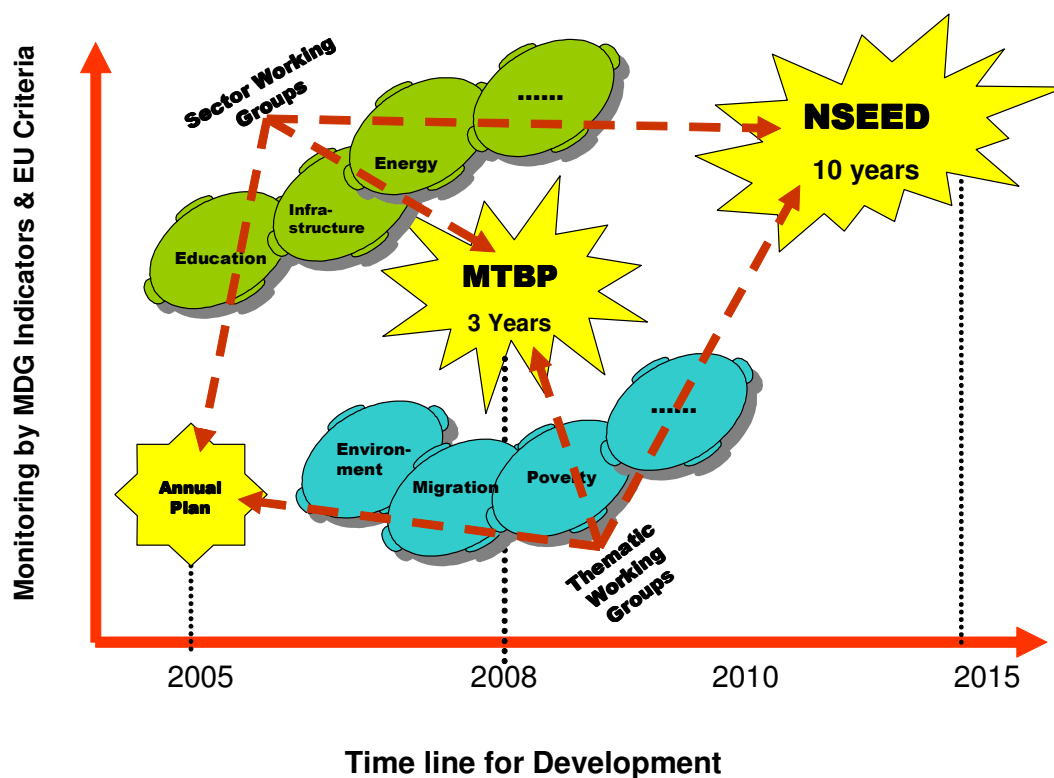 Monitoring by MDG Indicators & EU Criteria
Sector Working
Groups
......
Energy
Infra-
structure
Education
NSEED
10 years
MTBP
3 Years
......
Environ-
ment
Migration
Poverty
Annual
Plan
Thematic
Working
Groups
2005
2008
2010
2015
Time line for Development